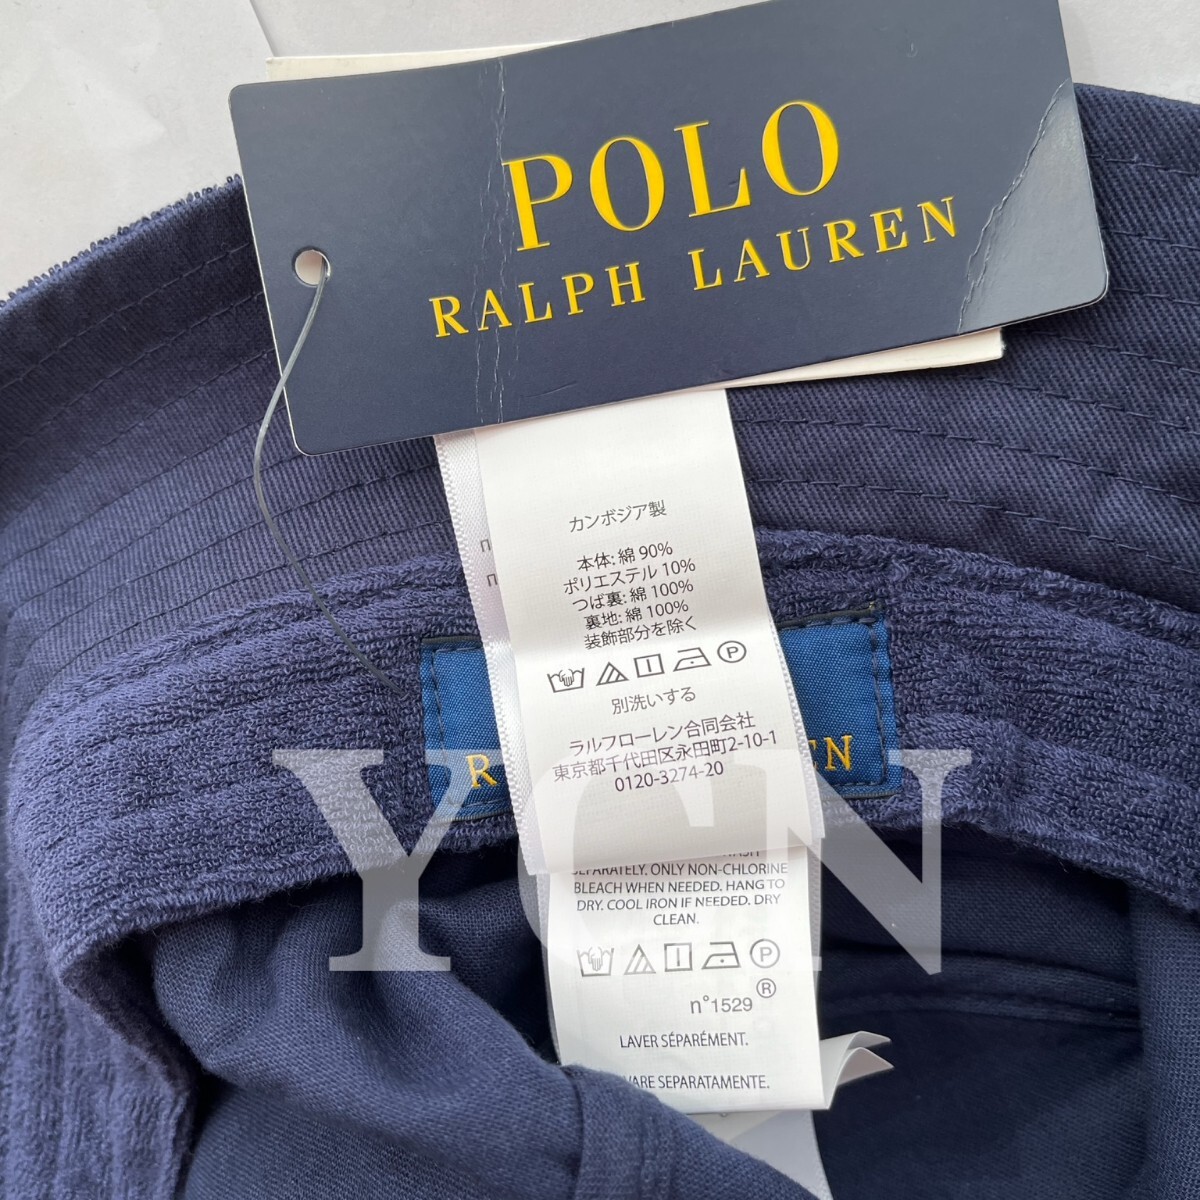 POLO
RALPH LAUREN
カンボジア製
本体: 綿 90%
ポリエステル 10%
つば裏: 綿 100%
裏地: 綿 100%
装飾部分を除く
P
別洗いする
ラルフローレン合同会社
東京都千代田区永田町2-10-1
0120-3274-20
YCN
SEPARATELY. ONLY NON-CHLORINE
BLEACH WHEN NEEDED. HANG TO
DRY. COOL IRON IF NEEDED. DRY
CLEAN.
P
n°1529 ®
LAVER SÉPARÉMENT.
SEPARATAMENTE.